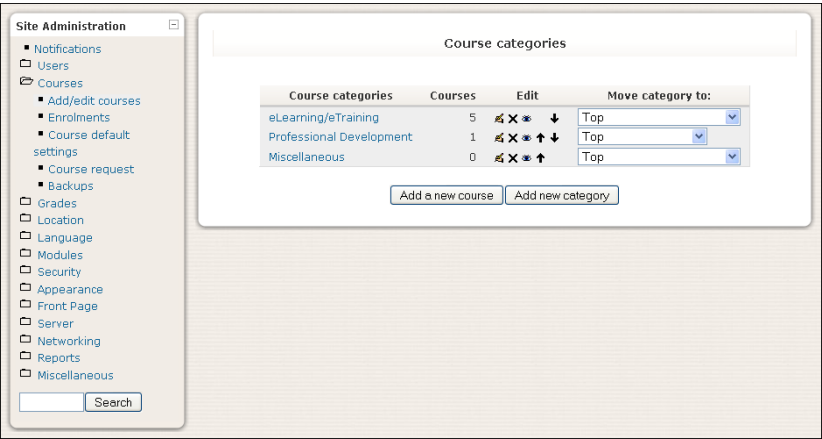 Site Administration
Notifications
Users
Courses
Add/edit courses
Enrolments
Course default
settings
Course request
Backups
Grades
Location
Language
Modules
Security
Appearance
Front Page
Server
Networking
Reports
Miscellaneous
Search
Course categories
Course categories Courses Edit Move category to:
eLearning/eTraining 5 Top
Professional Development 1 Top
Miscellaneous 0 Top
Add a new course Add new category